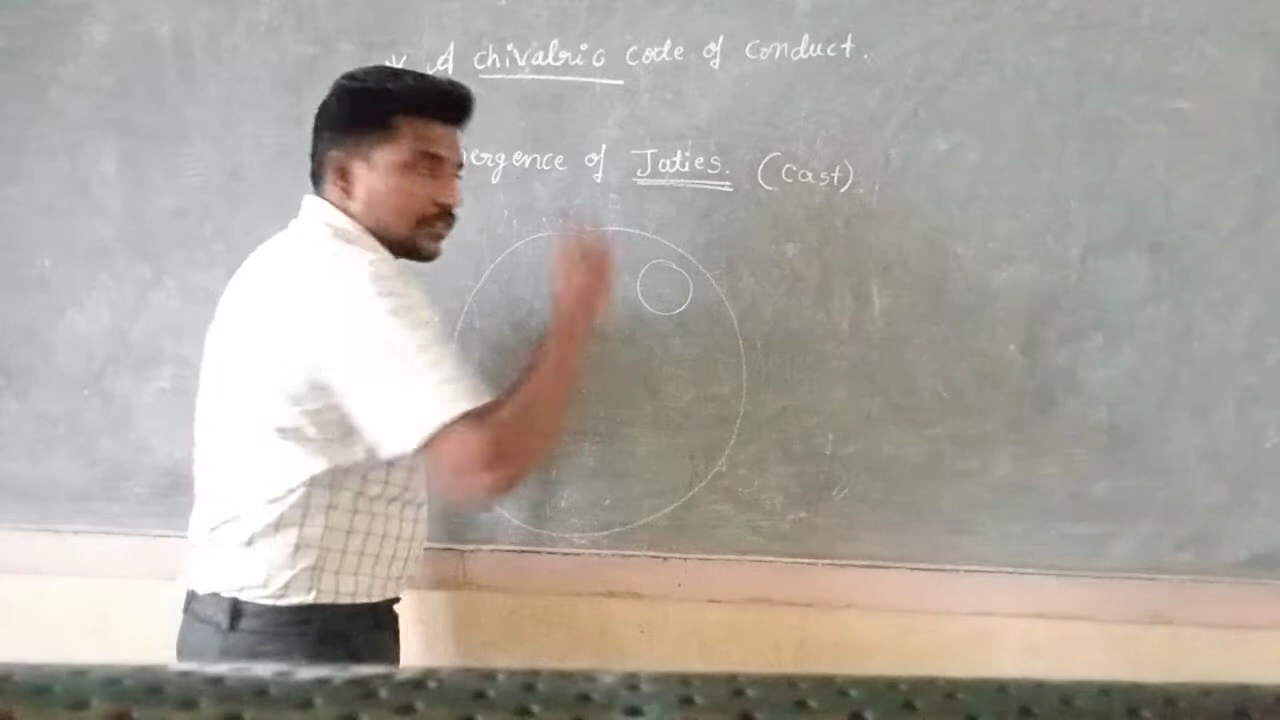 A chivalric code of conduct.
ergence of Jaties. (Cast).